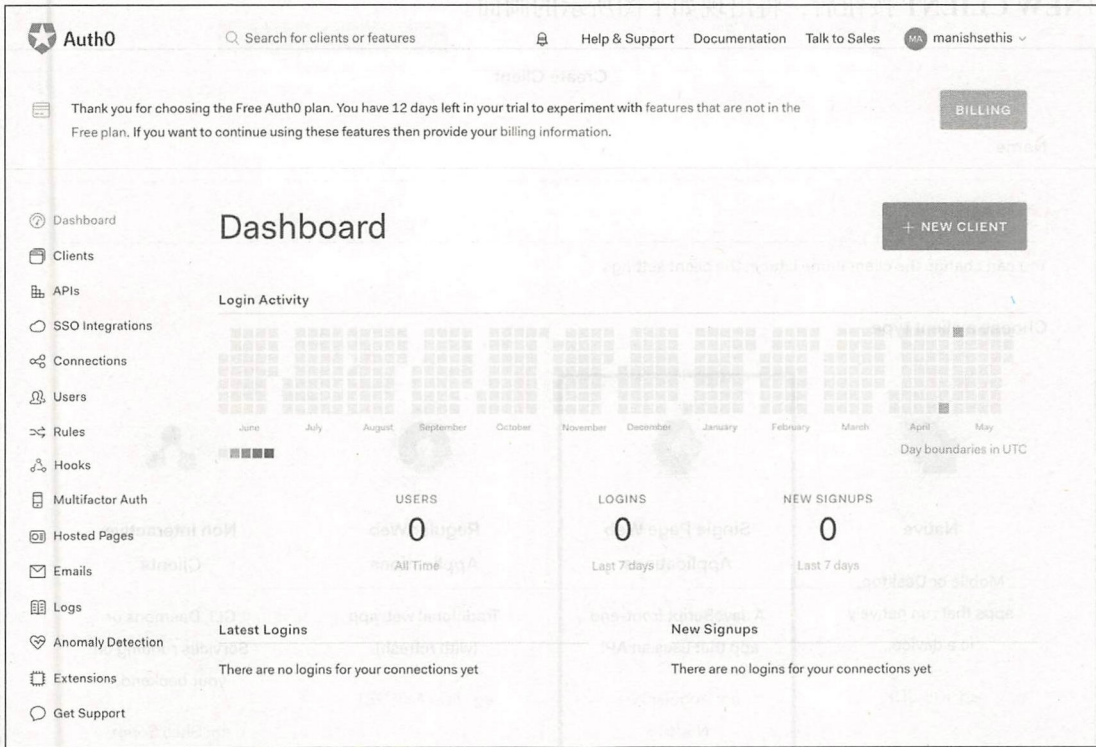 Auth0
Search for clients or features
Help & Support Documentation Talk to Sales MA manishsethis
Thank you for choosing the Free Auth0 plan. You have 12 days left in your trial to experiment with features that are not in the
Free plan. If you want to continue using these features then provide your billing information.
BILLING
Dashboard
Clients
APIs
SSO Integrations
Connections
Users
Rules
Hooks
Multifactor Auth
Hosted Pages
Emails
Logs
Anomaly Detection
Extensions
Get Support
Dashboard
+ NEW CLIENT
Login Activity
June July August September October November December January February March April May
Day boundaries in UTC
USERS
0
All Time
LOGINS
0
Last 7 days
NEW SIGNUPS
0
Last 7 days
Latest Logins
There are no logins for your connections yet
New Signups
There are no logins for your connections yet